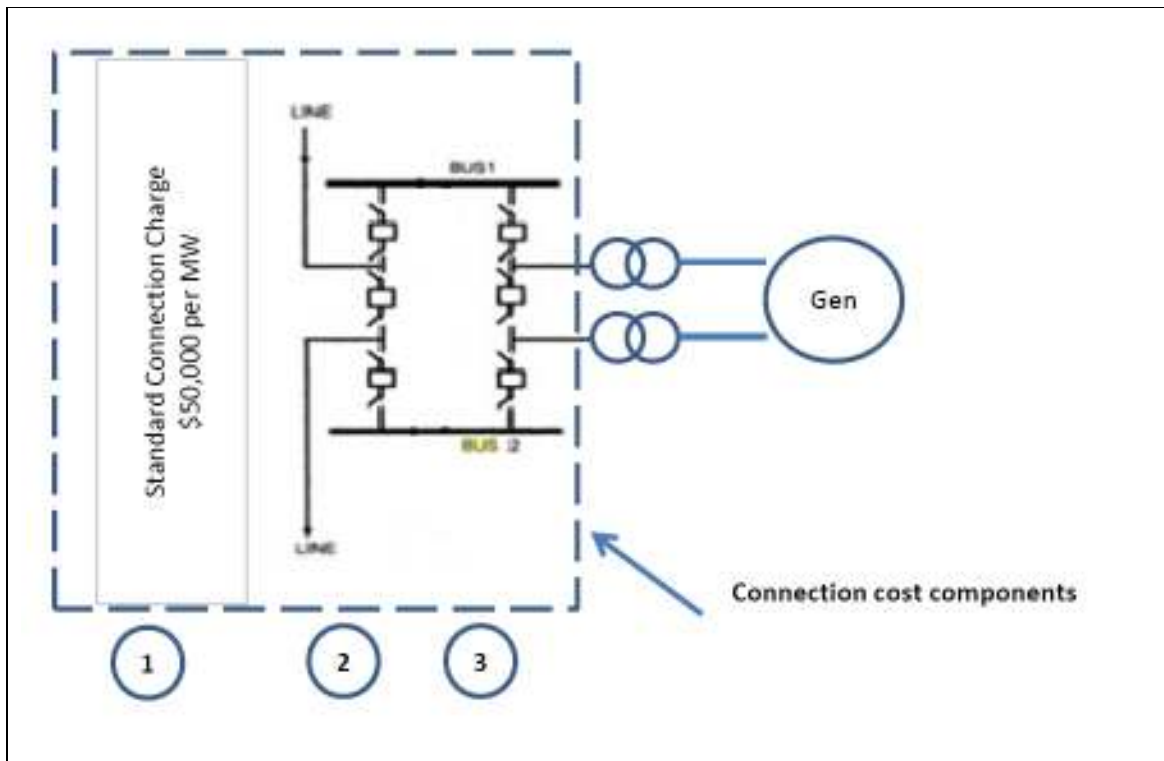 Standard Connection Charge
$50,000 per MW
LINE
BUS1
BUS :2
LINE
Gen
Connection cost components
1
2
3